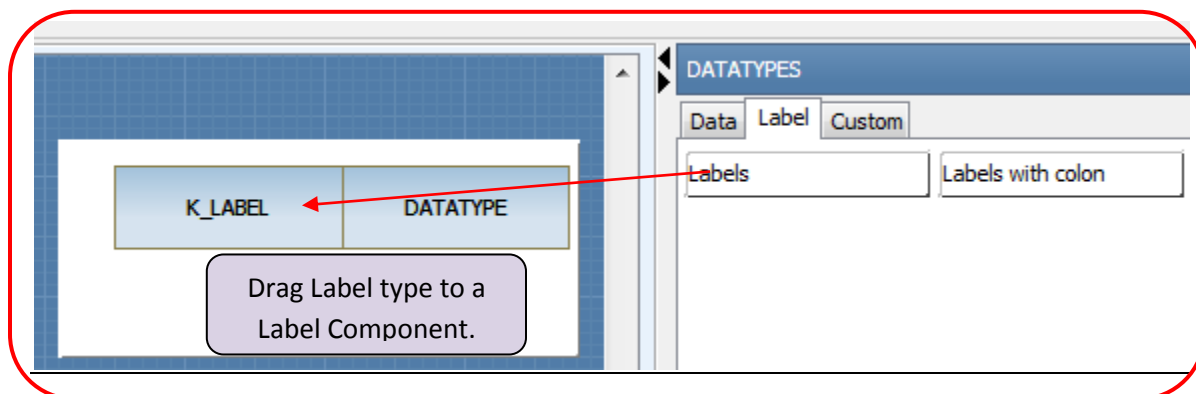 DATATYPES
Data Label Custom
Labels Labels with colon
K_LABEL DATATYPE
Drag Label type to a
Label Component.